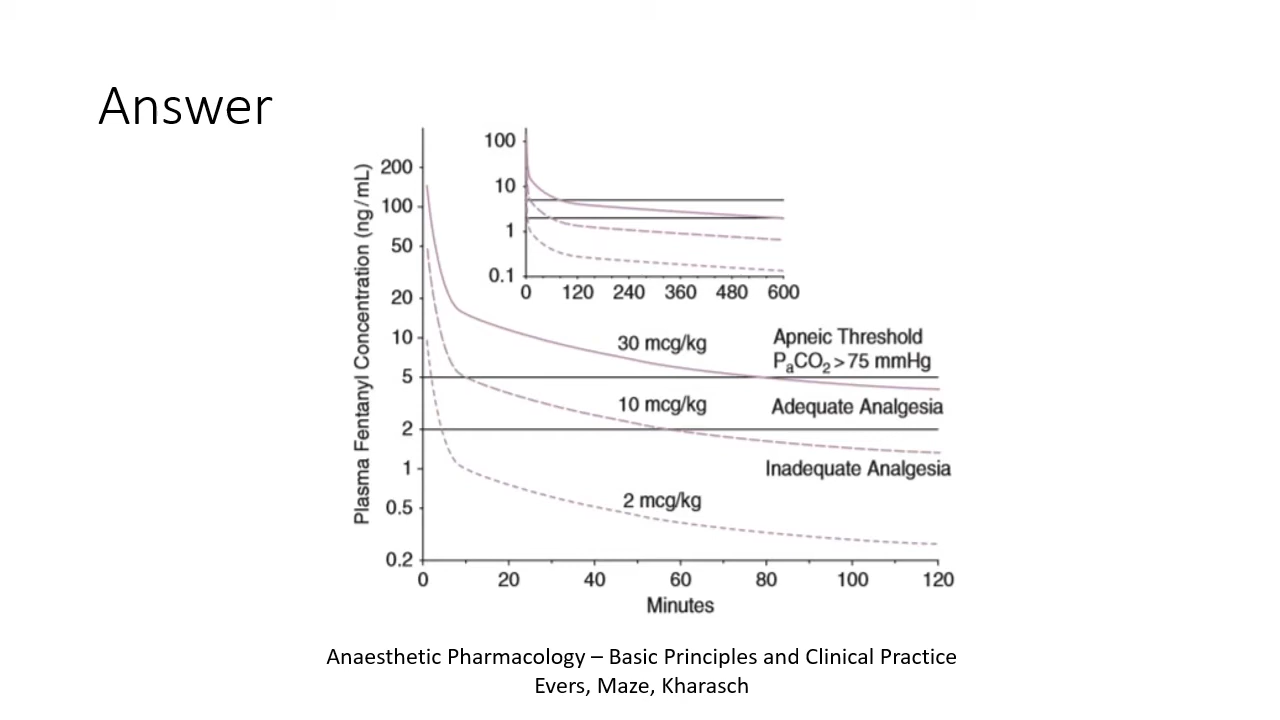 Answer
100
10
1
0.1
0 120 240 360 480 600
Plasma Fentanyl Concentration (ng/mL)
200
100
50
20
10
5
2
1
0.5
0.2
30 mcg/kg
Apneic Threshold
PaCO2 > 75 mmHg
10 mcg/kg
Adequate Analgesia
Inadequate Analgesia
2 mcg/kg
0 20 40 60 80 100 120
Minutes
Anaesthetic Pharmacology – Basic Principles and Clinical Practice
Evers, Maze, Kharasch